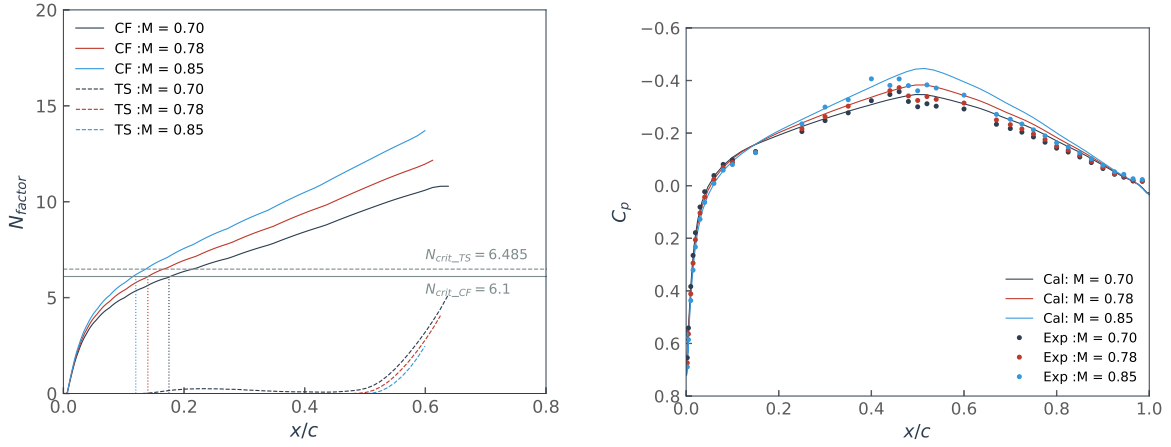 20
15
10
5
0
0.0
0.2
0.4
0.6
0.8
N_factor
x/c
CF :M = 0.70
CF :M = 0.78
CF :M = 0.85
TS :M = 0.70
TS :M = 0.78
TS :M = 0.85
N_crit_TS = 6.485
N_crit_CF = 6.1
−0.6
−0.4
−0.2
0.0
0.2
0.4
0.6
0.8
0.0
0.2
0.4
0.6
0.8
1.0
C_p
x/c
Cal: M = 0.70
Cal: M = 0.78
Cal: M = 0.85
Exp :M = 0.70
Exp :M = 0.78
Exp :M = 0.85